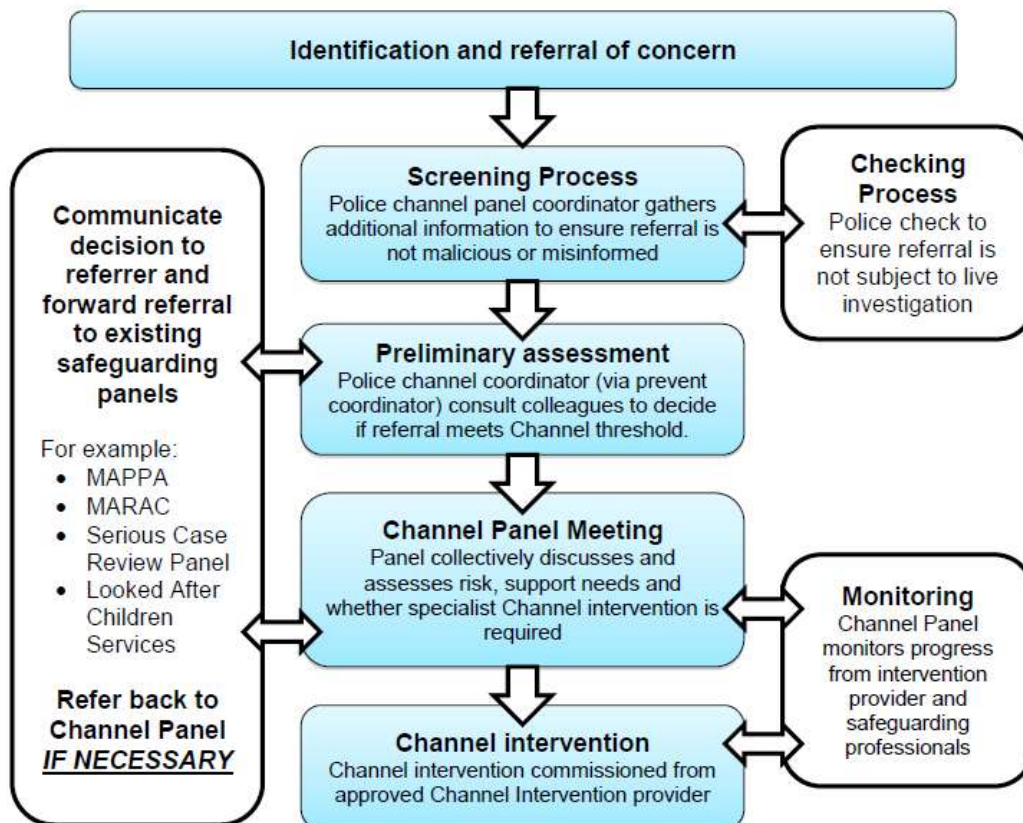 Identification and referral of concern
Screening Process
Police channel panel coordinator gathers
additional information to ensure referral is
not malicious or misinformed
Checking
Process
Police check to
ensure referral is
not subject to live
investigation
Communicate
decision to
referrer and
forward referral
to existing
safeguarding
panels
For example:
• MAPPA
• MARAC
• Serious Case
Review Panel
• Looked After
Children
Services
Refer back to
Channel Panel
IF NECESSARY
Preliminary assessment
Police channel coordinator (via prevent
coordinator) consult colleagues to decide
if referral meets Channel threshold.
Channel Panel Meeting
Panel collectively discusses and
assesses risk, support needs and
whether specialist Channel intervention is
required
Monitoring
Channel Panel
monitors progress
from intervention
provider and
safeguarding
professionals
Channel intervention
Channel intervention commissioned from
approved Channel Intervention provider